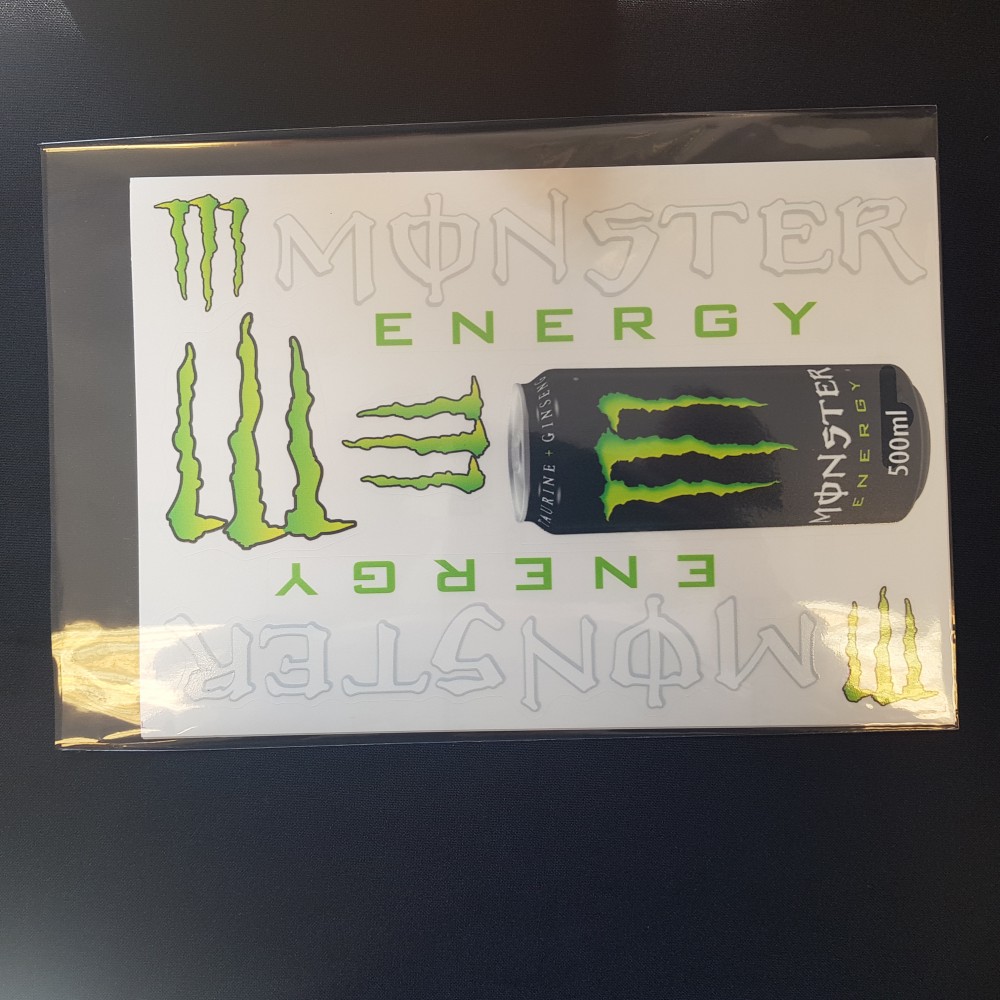 MONSTER
ENERGY
TAURINE + GINSENG
MONSTER
ENERGY
500ml
ENERGY
MONSTER